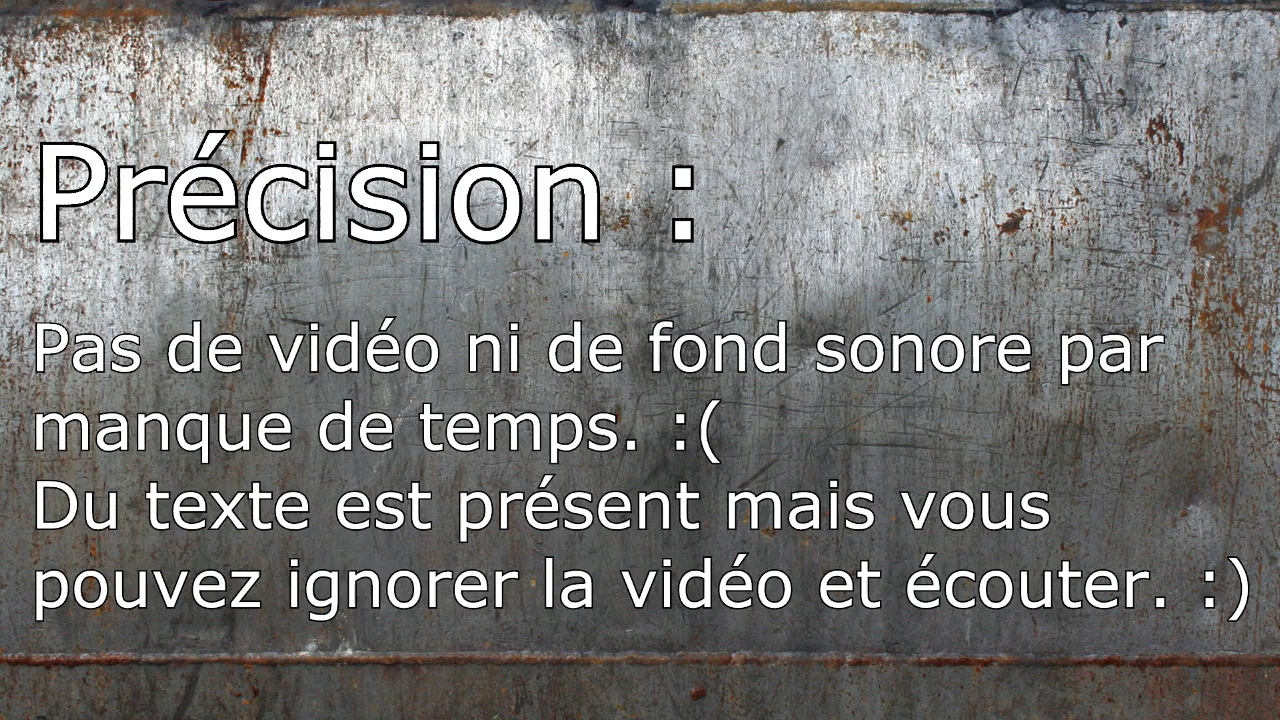 Précision :
Pas de vidéo ni de fond sonore par
manque de temps. :(
Du texte est présent mais vous
pouvez ignorer la vidéo et écouter. :)